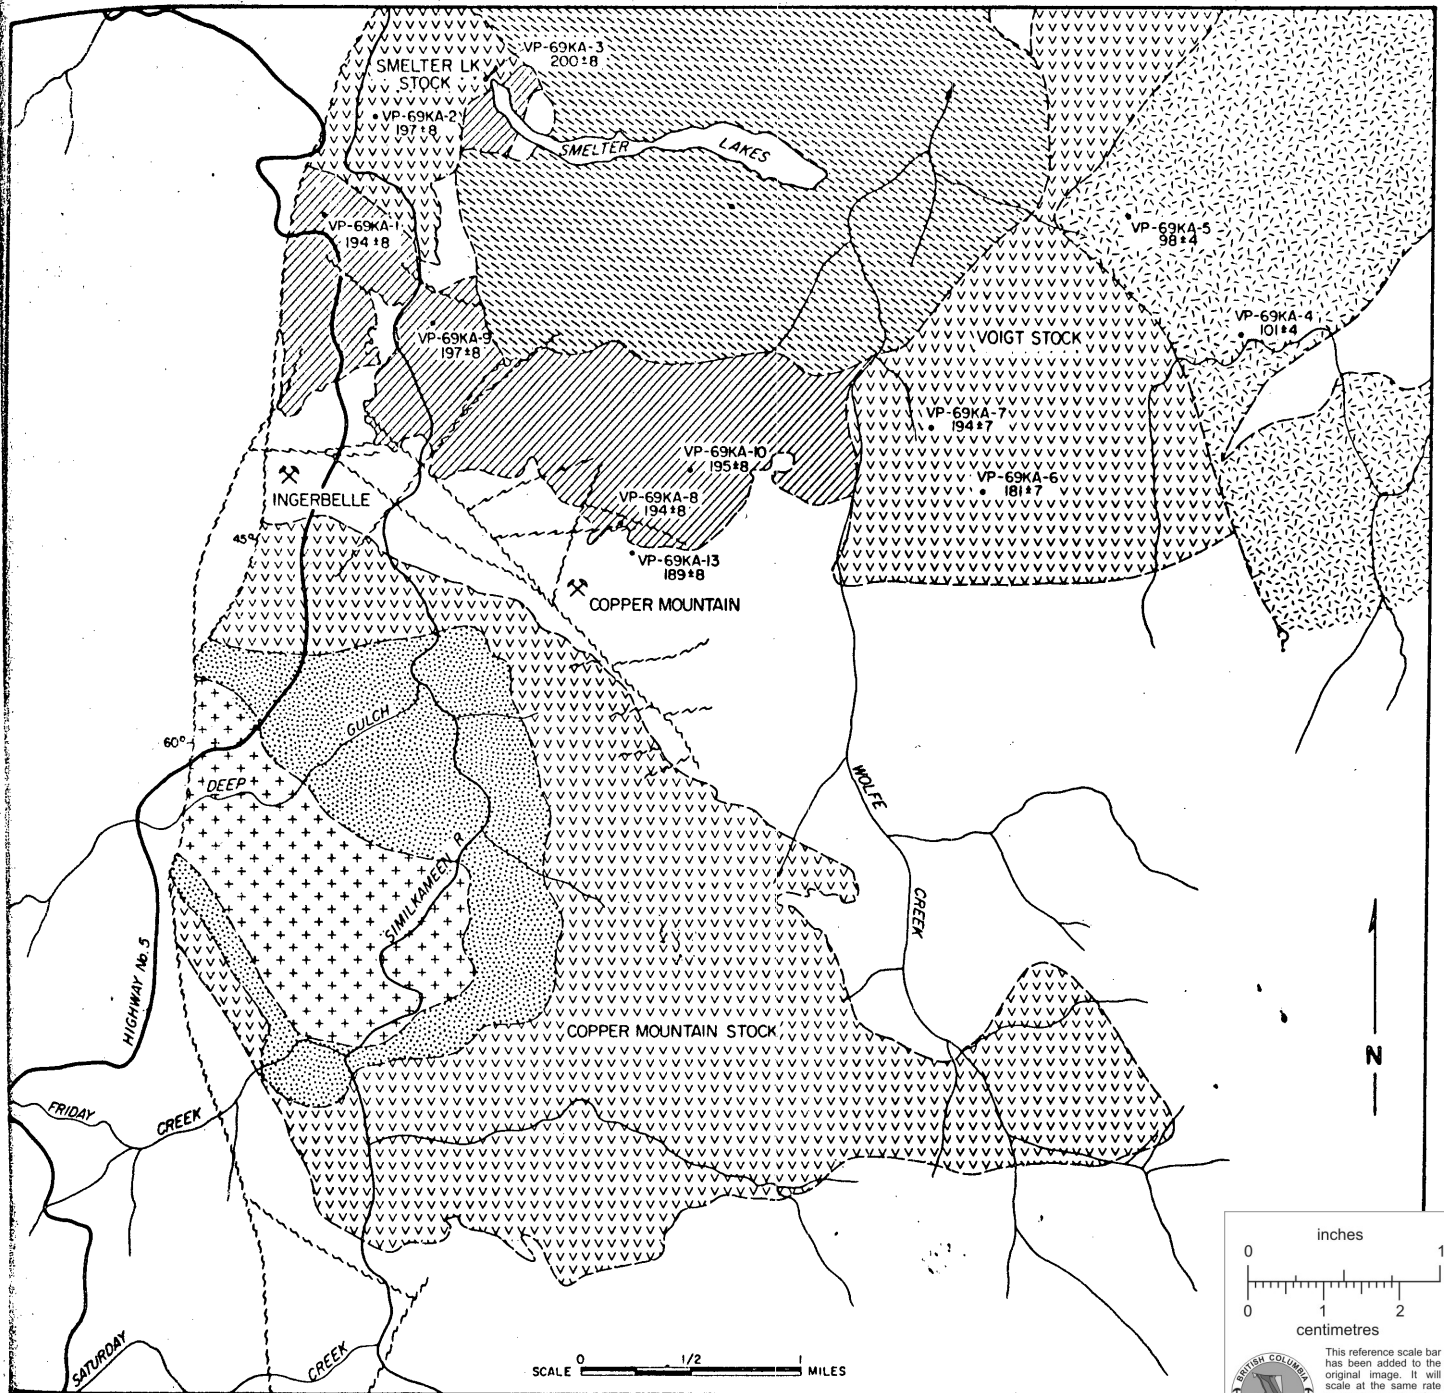 VP-69KA-3
200±8
SMELTER LK
STOCK
VP-69KA-2
197±8
SMELTER
LAKES
VP-69KA-1
194±8
VP-69KA-5
98±4
VP-69KA-4
101±4
VP-69KA-9
197±8
VOIGT STOCK
VP-69KA-7
194±7
VP-69KA-10
195±8
VP-69KA-6
181±7
INGERBELLE
VP-69KA-8
194±8
45°
VP-69KA-13
189±8
COPPER MOUNTAIN
?
GULCH
60°
DEEP
WOLFE
SIMILKAMEEN R.
CREEK
HIGHWAY No. 5
COPPER MOUNTAIN STOCK
N
FRIDAY
CREEK
SATURDAY
CREEK
SCALE 0 1/2 1 MILES
inches
0 1
0 1 2
centimetres
BRITISH COLUMBIA
This reference scale bar
has been added to the
original image. It will
scale at the same rate